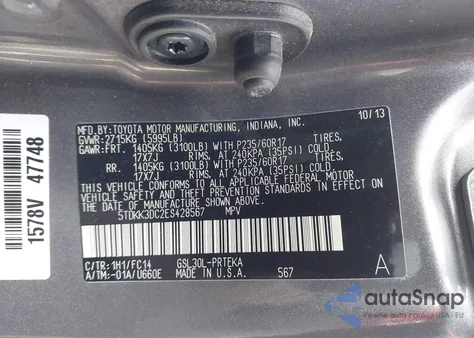 MFD.BY: TOYOTA MOTOR MANUFACTURING, INDIANA, INC. 10/13
GVWR: 2715KG (5995LB)
GAWR: FRT. 1405KG (3100LB) WITH P235/60R17 TIRES,
17X7J RIMS, AT 240KPA (35PSI) COLD
RR. 1405KG (3100LB) WITH P235/60R17 TIRES,
17X7J RIMS, AT 240KPA (35PSI) COLD
THIS VEHICLE CONFORMS TO ALL APPLICABLE FEDERAL
MOTOR VEHICLE SAFETY, BUMPER, AND THEFT PREVENTION
STANDARDS IN EFFECT ON THE DATE OF MANUFACTURE
SHOWN ABOVE.
5TDKK3DC2ES428567 MPV
C/TR: 1H1/FC14 GSL30L-PRTEKA
A/TM: -01A/U660E MADE IN U.S.A. 567 A
1578V 47748
autoSnap
EXCLUSIVE USA